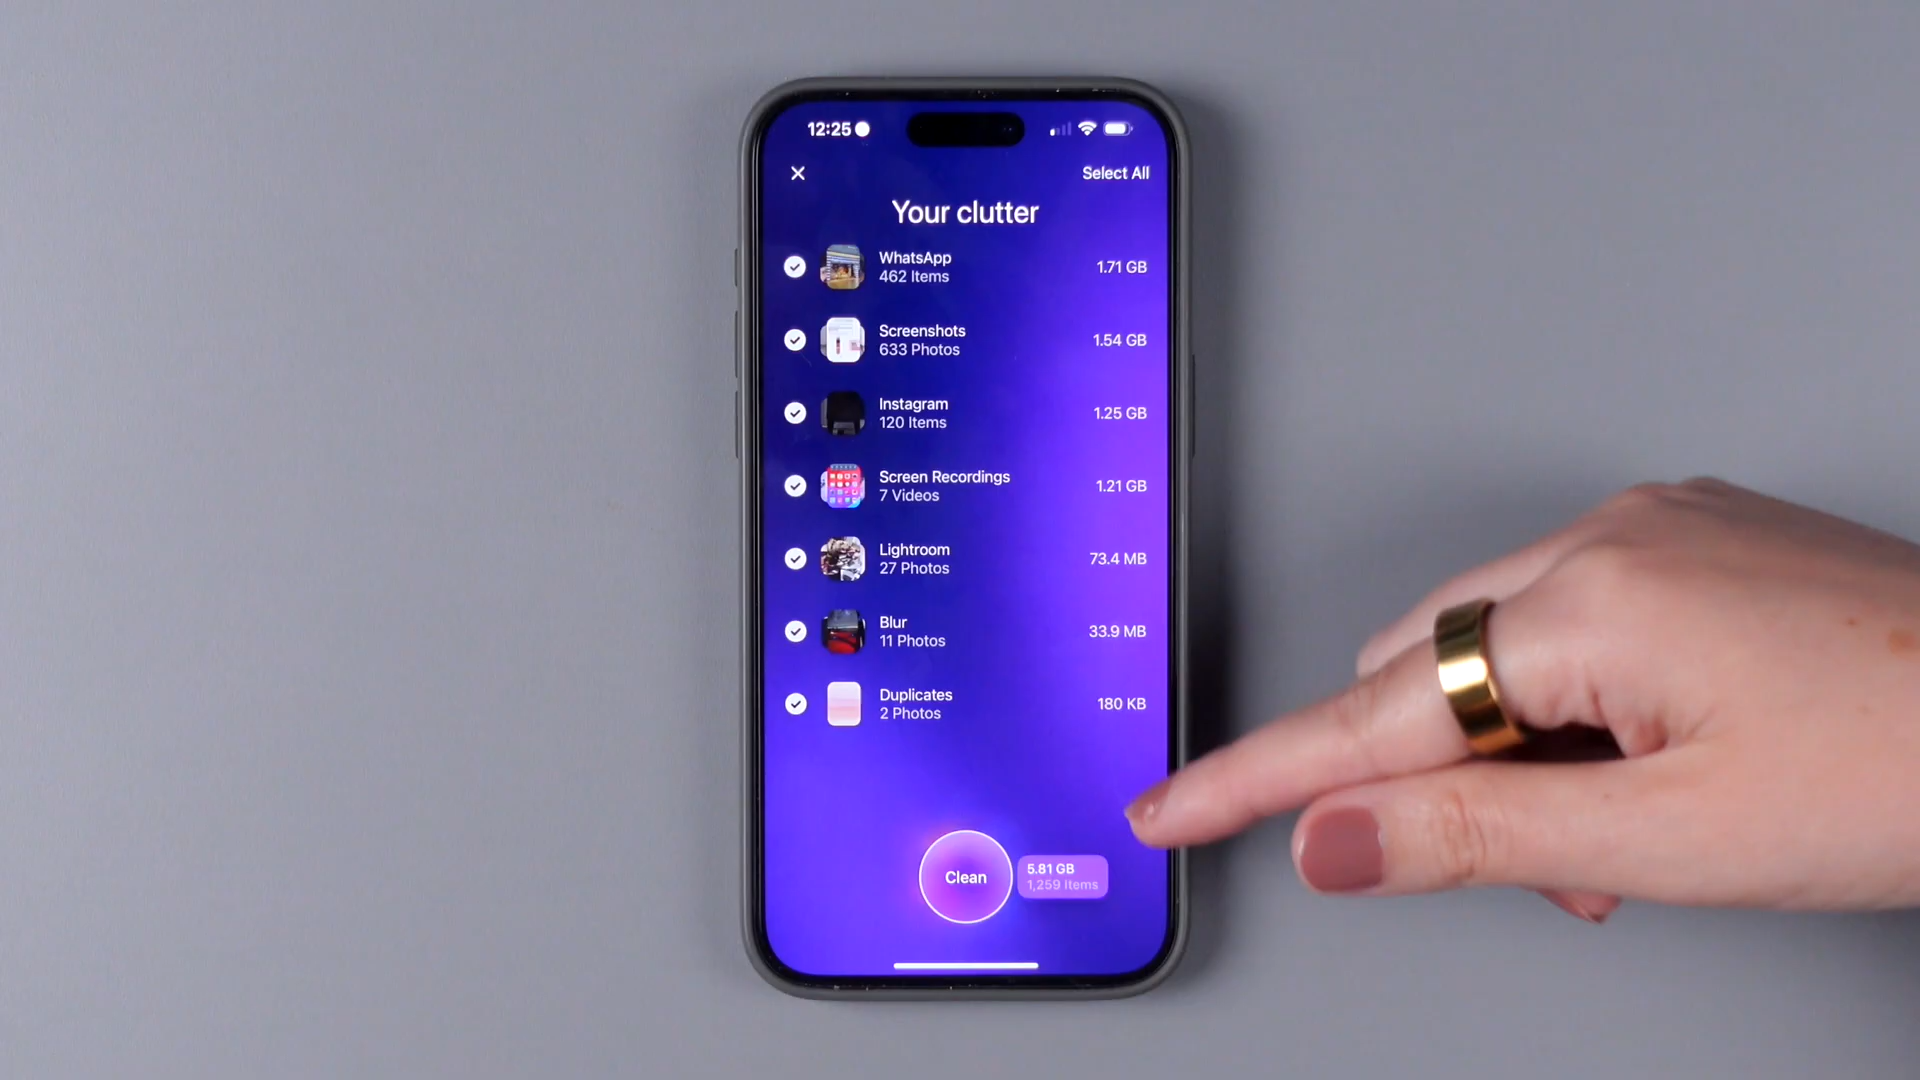 12:25
Select All
Your clutter
WhatsApp
462 Items
1.71 GB
Screenshots
633 Photos
1.54 GB
Instagram
120 Items
1.25 GB
Screen Recordings
7 Videos
1.21 GB
Lightroom
27 Photos
73.4 MB
Blur
11 Photos
33.9 MB
Duplicates
2 Photos
180 KB
Clean
5.81 GB
1,259 Items